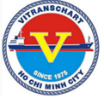 VITRANSCHART
V
SINCE 1975
HO CHI MINH CITY